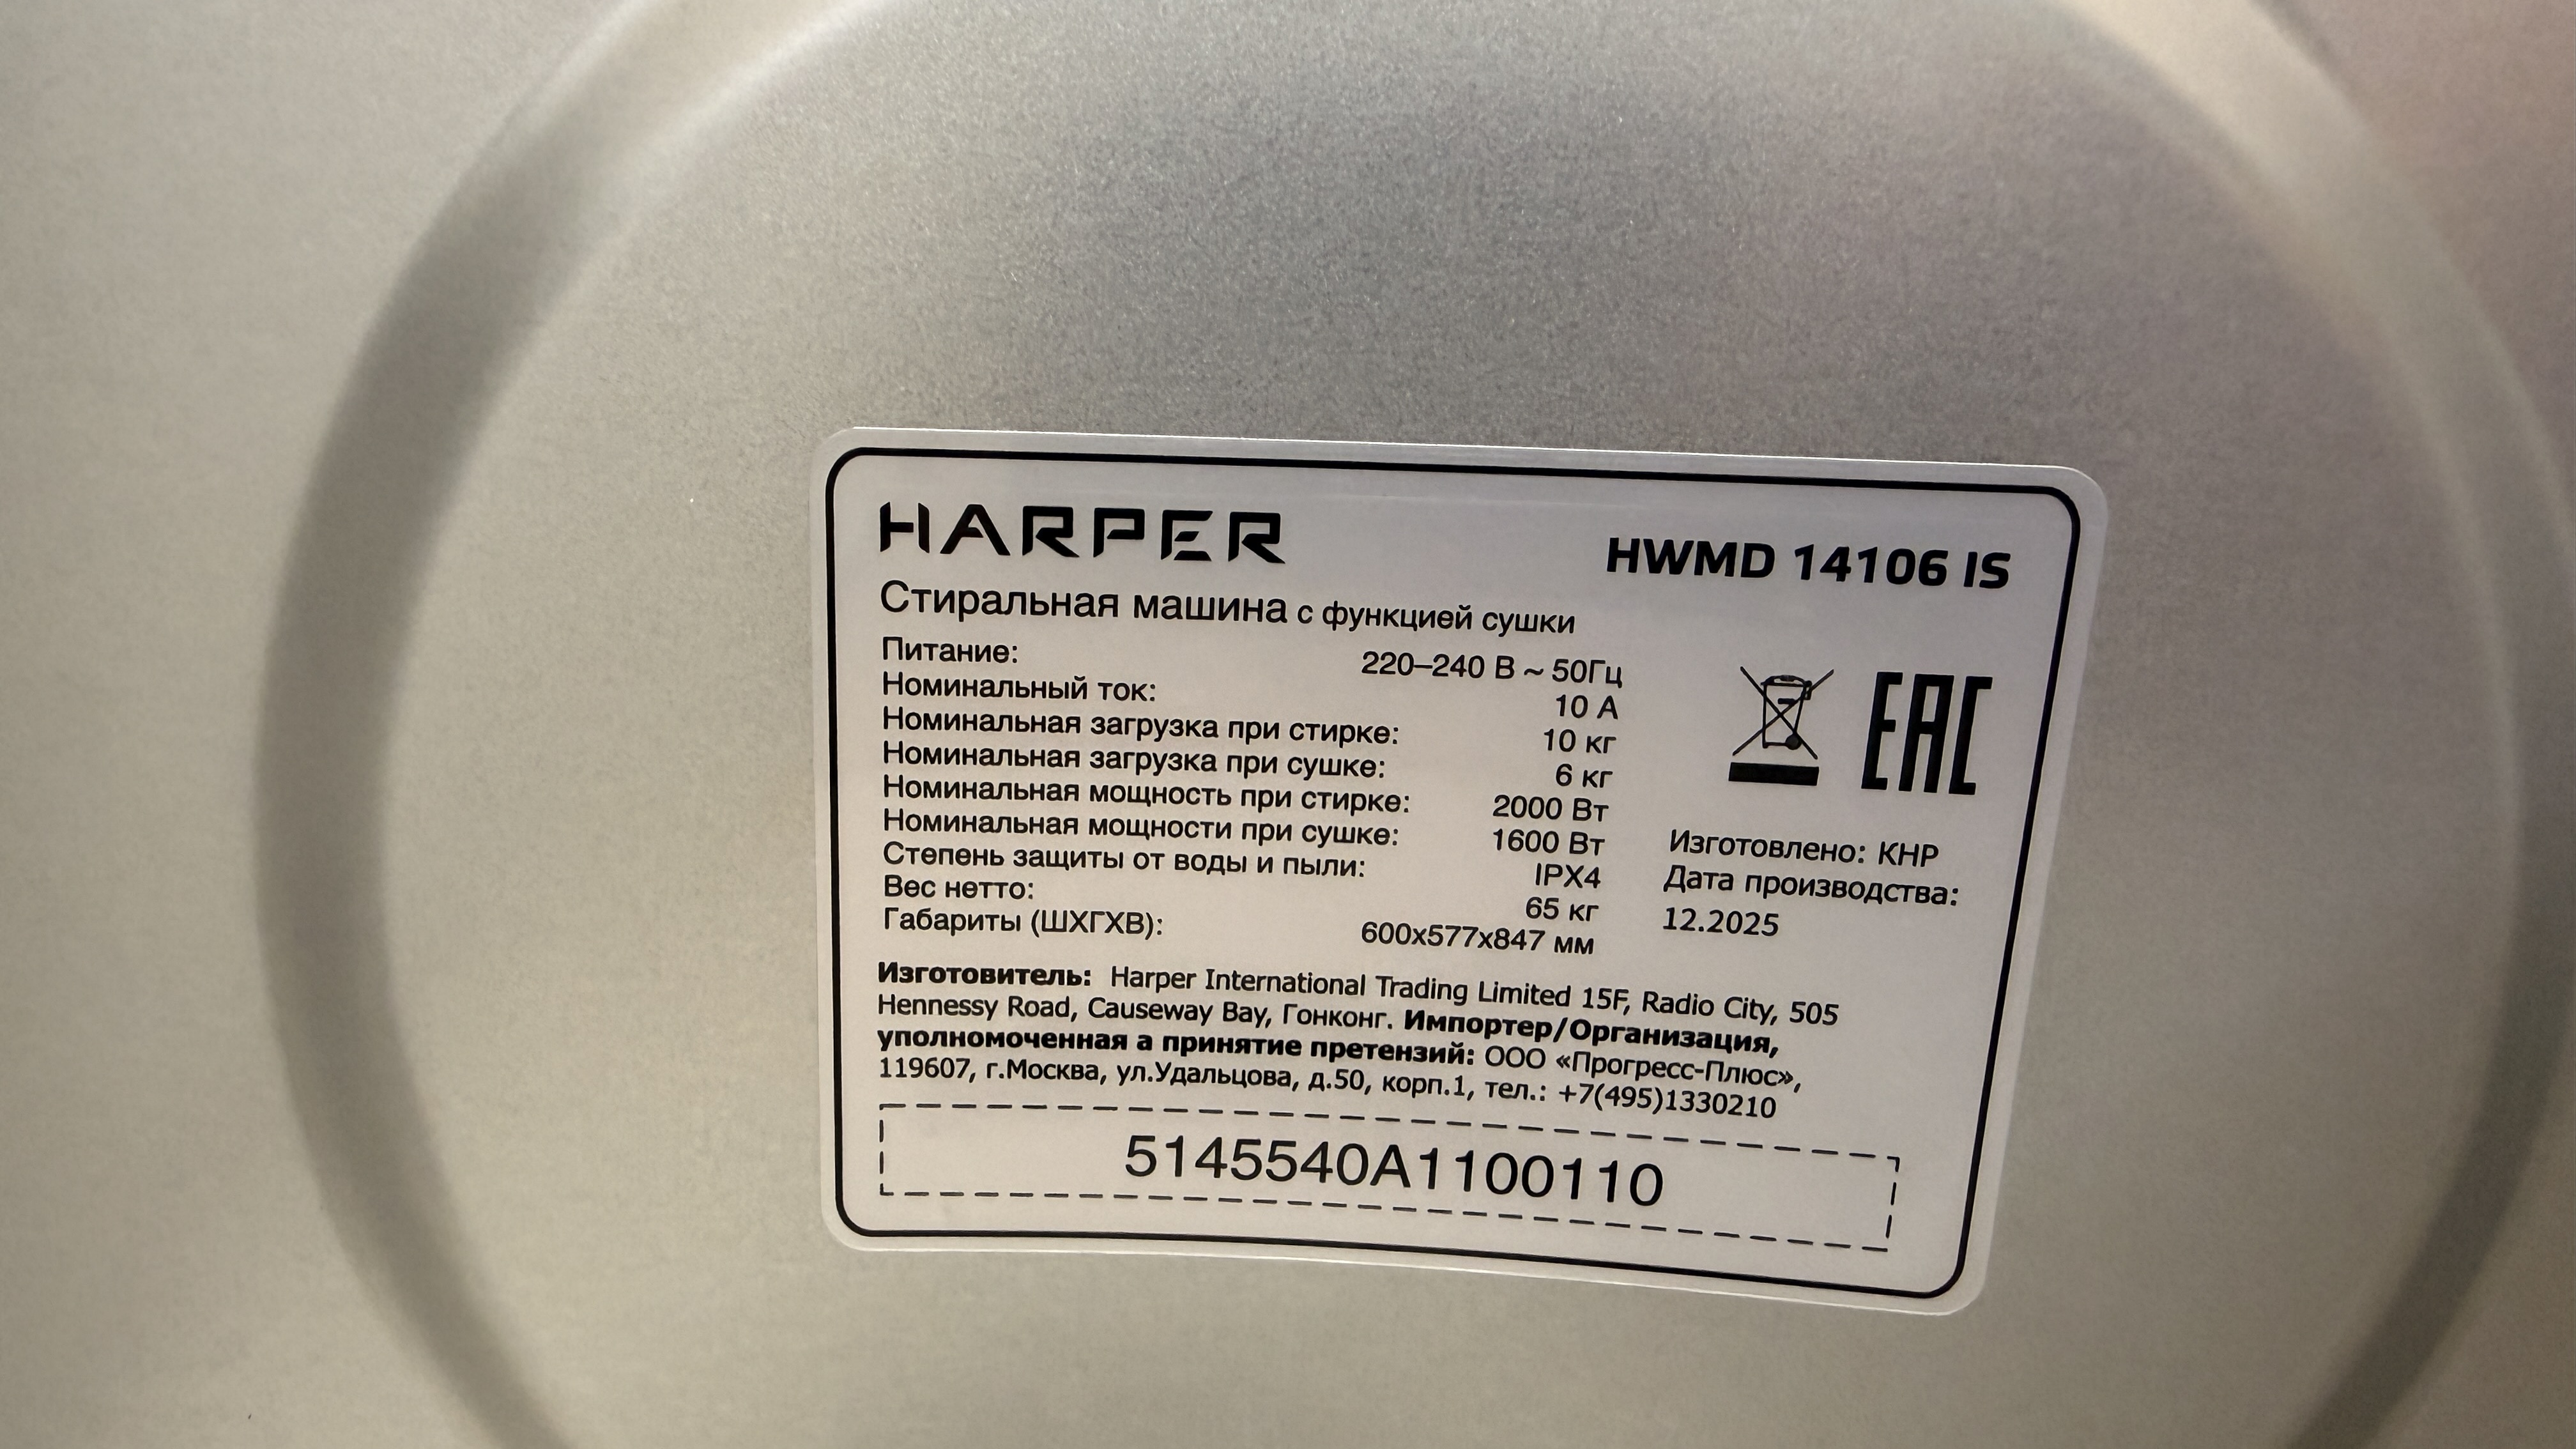 HARPER
HWMD 14106 IS
Стиральная машина с функцией сушки
Питание: 220–240 В ~ 50Гц
Номинальный ток: 10 А
Номинальная загрузка при стирке: 10 кг
Номинальная загрузка при сушке: 6 кг
Номинальная мощность при стирке: 2000 Вт
Номинальная мощности при сушке: 1600 Вт
Степень защиты от воды и пыли: IPX4
Вес нетто: 65 кг
Габариты (ШХГХВ): 600х577х847 мм
EAC
Изготовлено: КНР
Дата производства:
12.2025
Изготовитель: Harper International Trading Limited 15F, Radio City, 505
Hennessy Road, Causeway Bay, Гонконг. Импортер/Организация,
уполномоченная а принятие претензий: ООО «Прогресс-Плюс»,
119607, г.Москва, ул.Удальцова, д.50, корп.1, тел.: +7(495)1330210
5145540A1100110